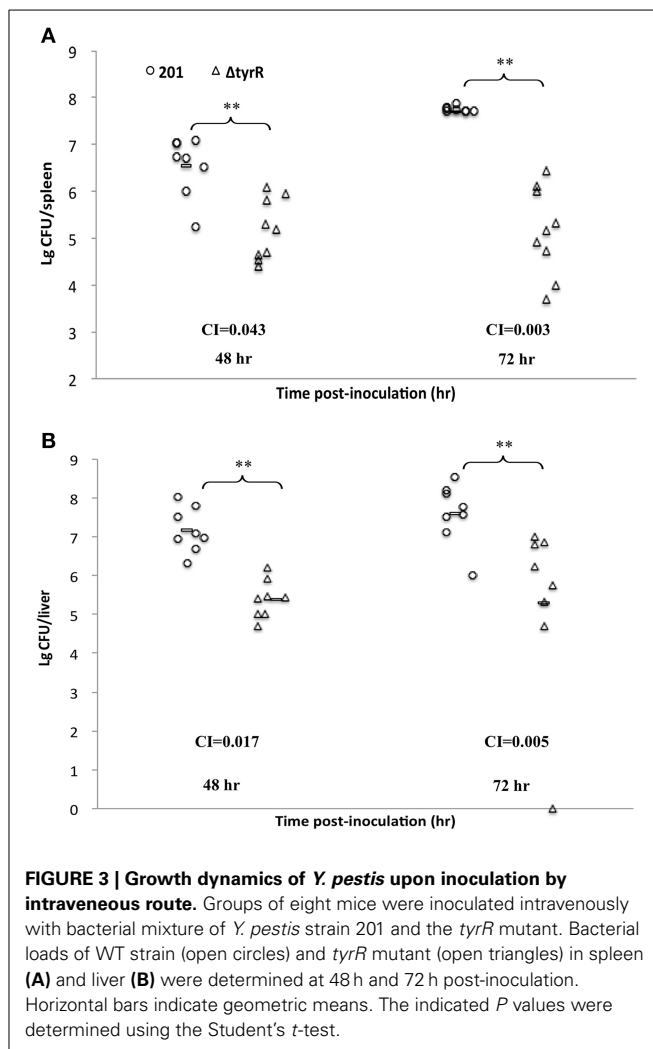 A
9
8
7
6
5
4
3
2
Lg CFU/spleen
○ 201 △ ΔtyrR
**
**
CI=0.043
CI=0.003
48 hr
72 hr
Time post-inoculation (hr)
B
9
8
7
6
5
4
3
2
1
0
Lg CFU/liver
**
**
CI=0.017
CI=0.005
48 hr
72 hr
Time post-inoculation (hr)
FIGURE 3 | Growth dynamics of Y. pestis upon inoculation by
intraveneous route. Groups of eight mice were inoculated intravenously
with bacterial mixture of Y. pestis strain 201 and the tyrR mutant. Bacterial
loads of WT strain (open circles) and tyrR mutant (open triangles) in spleen
(A) and liver (B) were determined at 48 h and 72 h post-inoculation.
Horizontal bars indicate geometric means. The indicated P values were
determined using the Student's t-test.